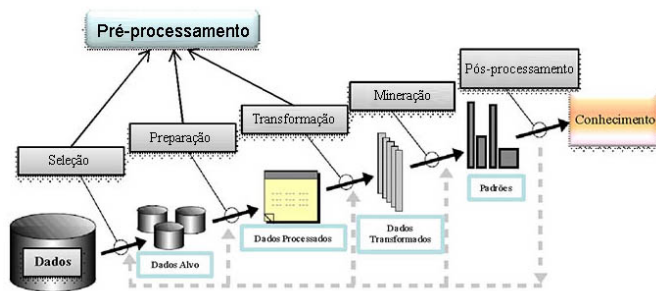 Pré-processamento
Pós-processamento
Mineração
Transformação
Conhecimento
Preparação
Seleção
Padrões
Dados
Dados Alvo
Dados Processados
Dados
Transformados